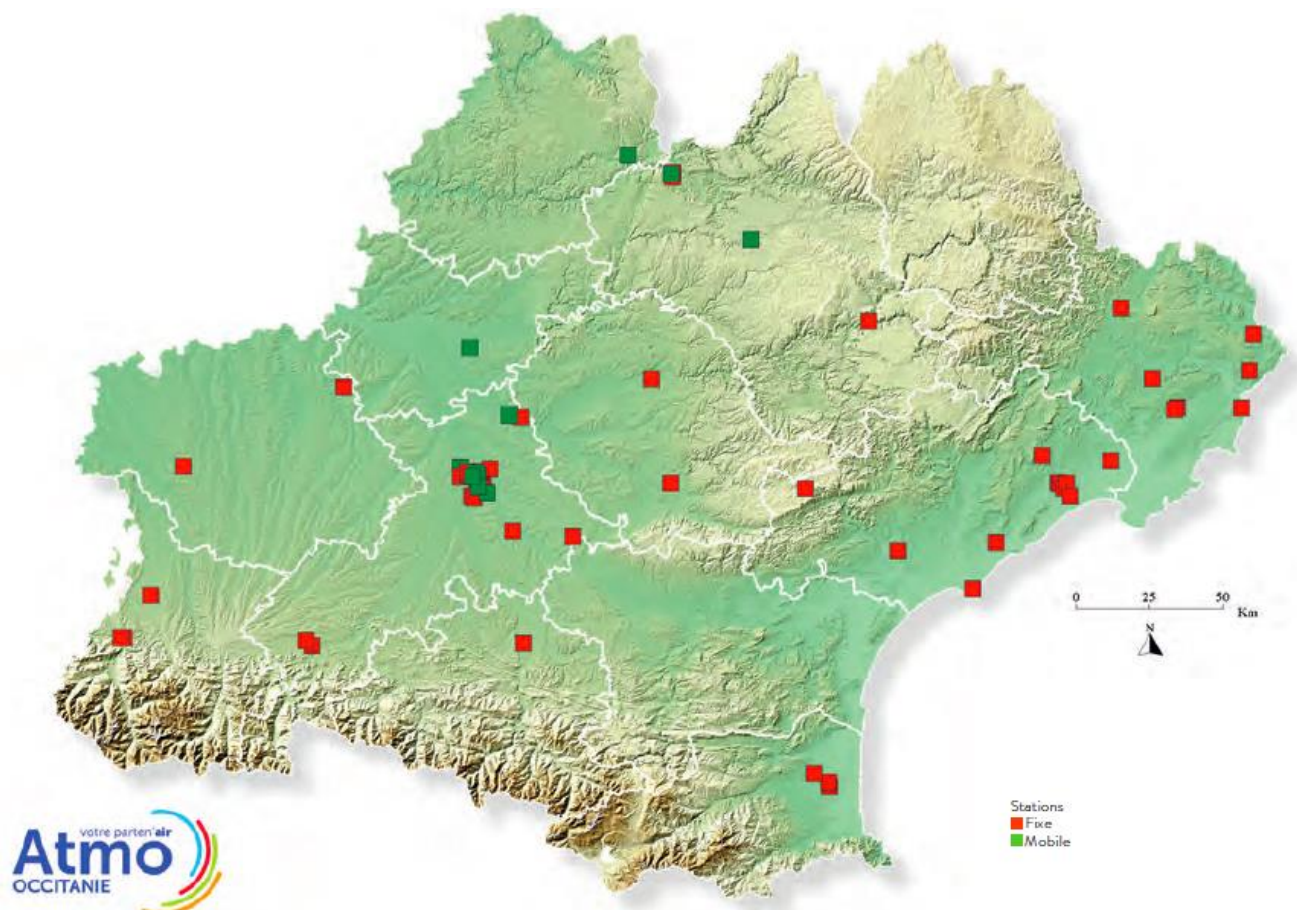 0 25 50
Km
N
Stations
Fixe
Mobile
votre parten'air
Atmo
OCCITANIE